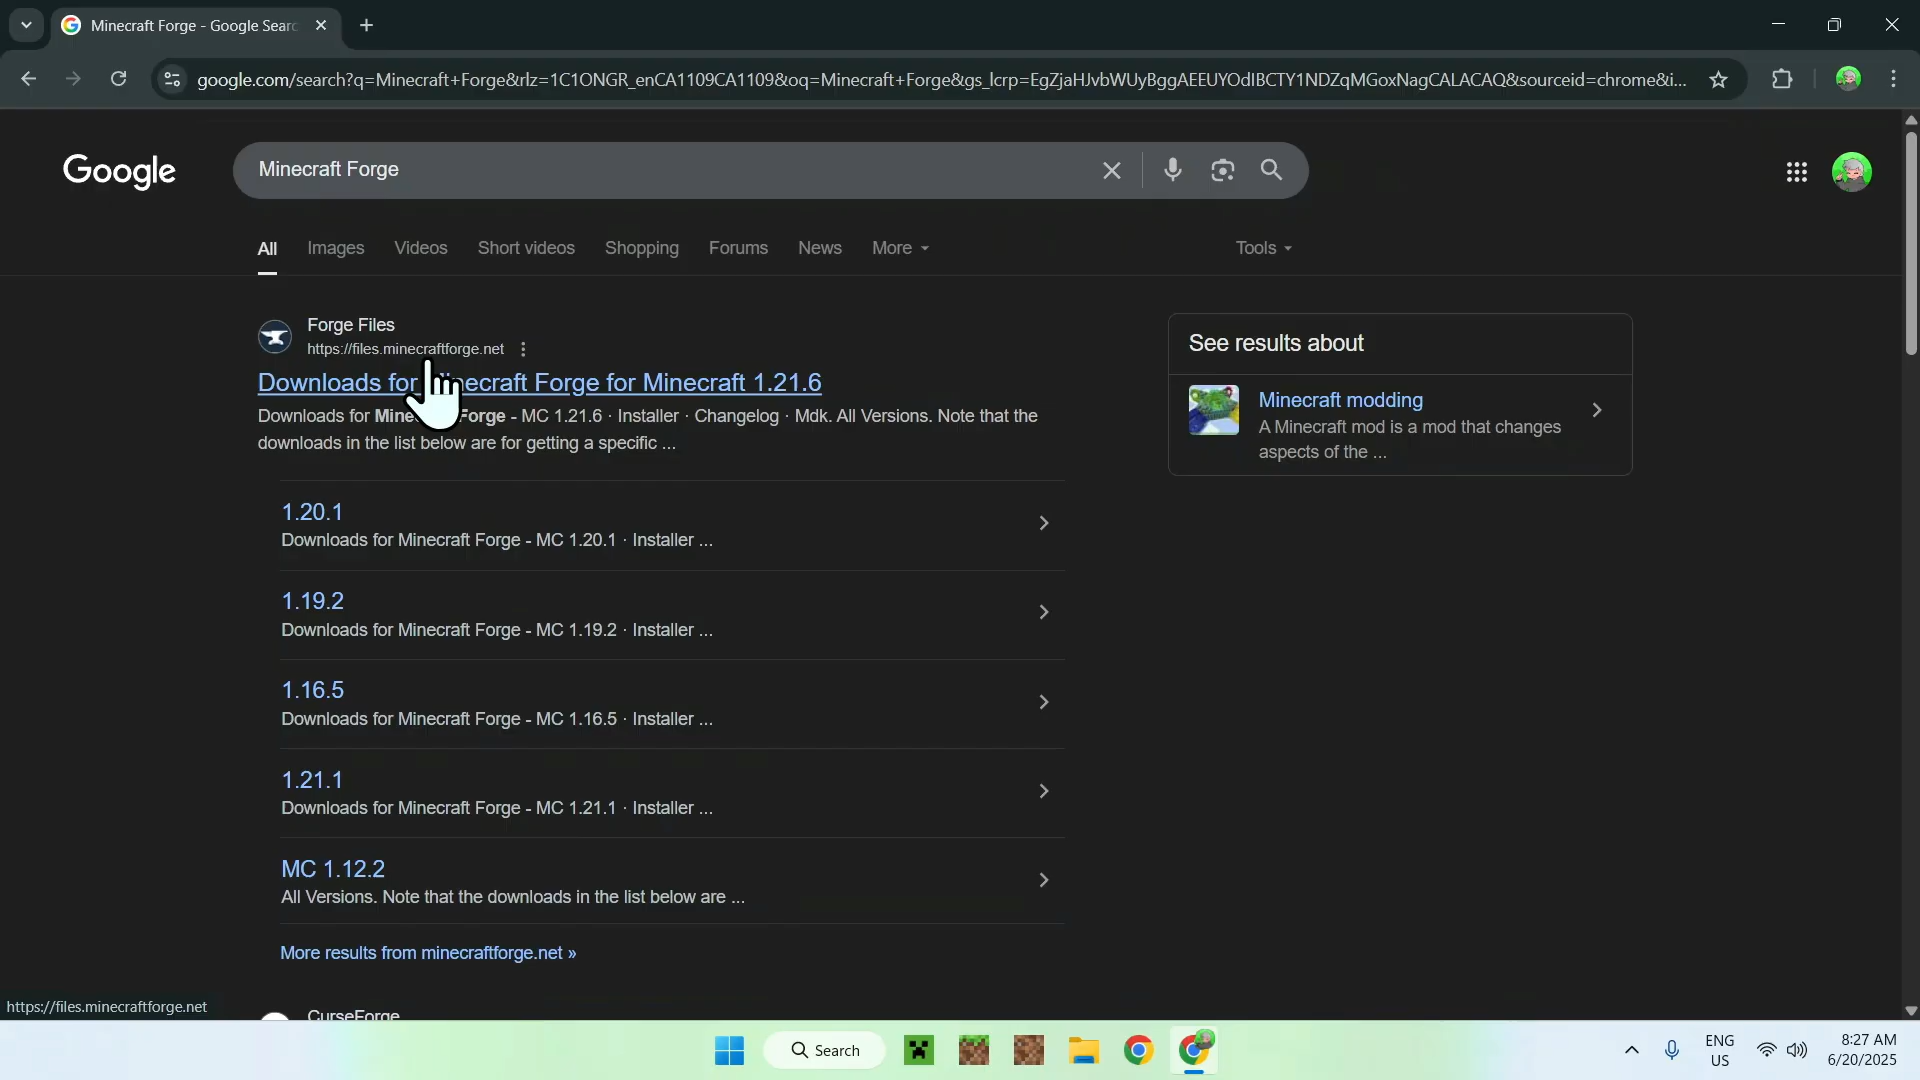 Minecraft Forge - Google Searc
google.com/search?q=Minecraft+Forge&rlz=1C1ONGR_enCA1109CA1109&oq=Minecraft+Forge&gs_lcrp=EgZjaHJvbWUyBggAEEUYOdIBCTY1NDZqMGoxNagCALACAQ&sourceid=chrome&i...
Google
Minecraft Forge
All Images Videos Short videos Shopping Forums News More Tools
Forge Files
https://files.minecraftforge.net
Downloads for Minecraft Forge for Minecraft 1.21.6
Downloads for Minecraft Forge - MC 1.21.6 · Installer · Changelog · Mdk. All Versions. Note that the
downloads in the list below are for getting a specific ...
See results about
Minecraft modding
A Minecraft mod is a mod that changes
aspects of the ...
1.20.1
Downloads for Minecraft Forge - MC 1.20.1 · Installer ...
1.19.2
Downloads for Minecraft Forge - MC 1.19.2 · Installer ...
1.16.5
Downloads for Minecraft Forge - MC 1.16.5 · Installer ...
1.21.1
Downloads for Minecraft Forge - MC 1.21.1 · Installer ...
MC 1.12.2
All Versions. Note that the downloads in the list below are ...
More results from minecraftforge.net »
https://files.minecraftforge.net
CurseForge
Search
ENG
US
8:27 AM
6/20/2025